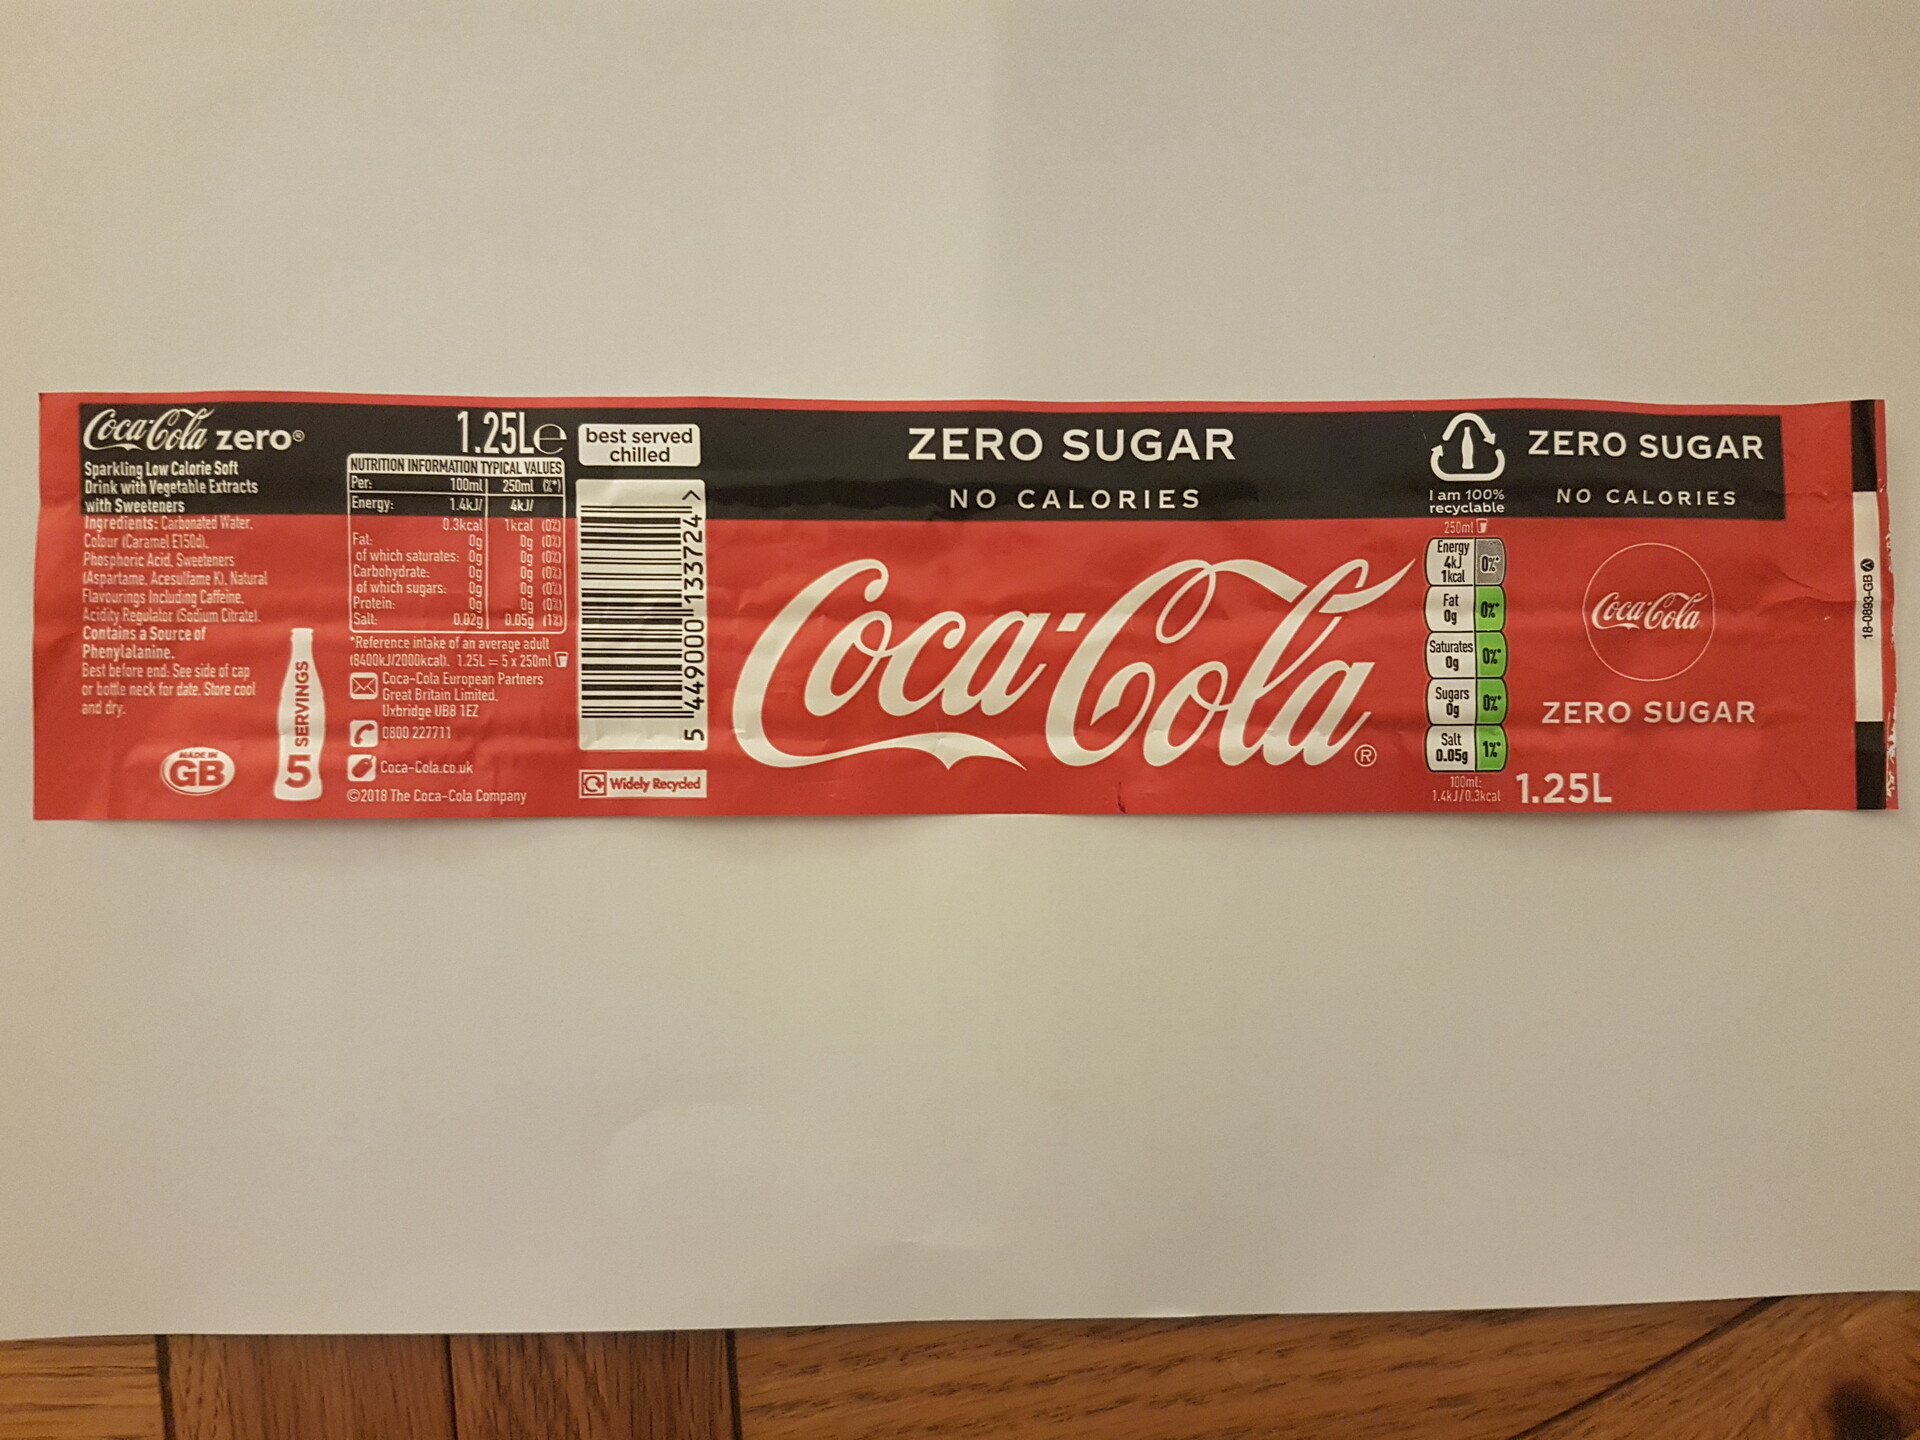 Coca-Cola zero®
Sparkling Low Calorie Soft
Drink with Vegetable Extracts
with Sweeteners
Ingredients: Carbonated Water,
Colour (Caramel E150d),
Phosphoric Acid, Sweeteners
(Aspartame, Acesulfame K), Natural
Flavourings Including Caffeine,
Acidity Regulator (Sodium Citrate).
Contains a Source of
Phenylalanine.
Best before end: See side of cap
or bottle neck for date. Store cool
and dry.
MADE IN
GB
5 SERVINGS
1.25L℮
NUTRITION INFORMATION TYPICAL VALUES
Per: 100ml 250ml (%*)
Energy: 1.4kJ/ 4kJ/
0.3kcal 1kcal (0%)
Fat: 0g 0g (0%)
of which saturates: 0g 0g (0%)
Carbohydrate: 0g 0g (0%)
of which sugars: 0g 0g (0%)
Protein: 0g 0g (0%)
Salt: 0.02g 0.05g (1%)
*Reference intake of an average adult
(8400kJ/2000kcal). 1.25L = 5 x 250ml
Coca-Cola European Partners
Great Britain Limited,
Uxbridge UB8 1EZ
0800 227711
Coca-Cola.co.uk
©2018 The Coca-Cola Company
best served
chilled
5 449000 133724 >
Widely Recycled
ZERO SUGAR
NO CALORIES
Coca-Cola®
I am 100%
recyclable
250ml
Energy
4kJ
1kcal
0%*
Fat
0g
0%*
Saturates
0g
0%*
Sugars
0g
0%*
Salt
0.05g
1%*
100ml:
1.4kJ/0.3kcal
ZERO SUGAR
NO CALORIES
Coca-Cola
ZERO SUGAR
1.25L
18-0893-GB